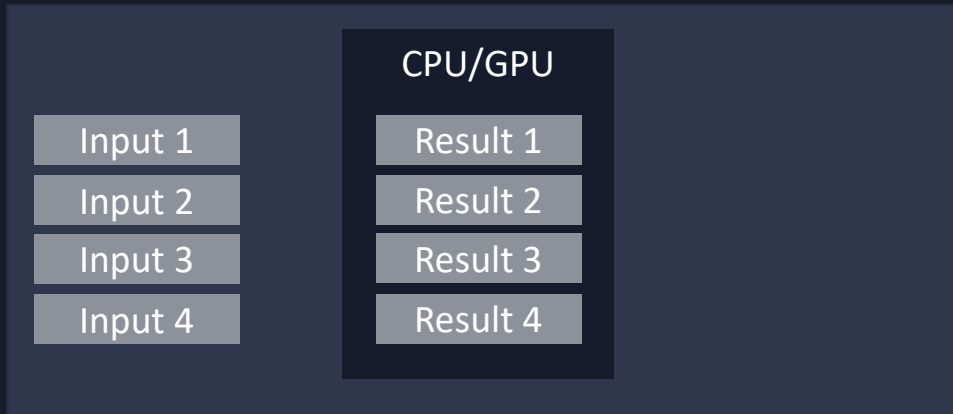 CPU/GPU
Input 1
Result 1
Input 2
Result 2
Input 3
Result 3
Input 4
Result 4